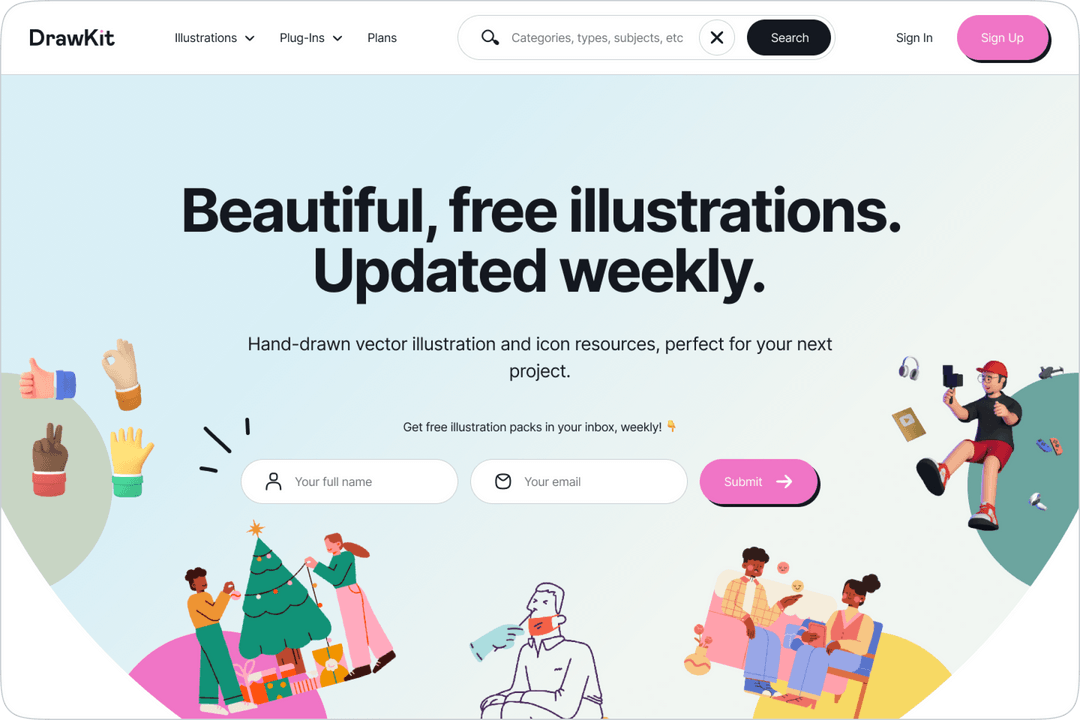 DrawKit
Illustrations
Plug-Ins
Plans
Categories, types, subjects, etc
Search
Sign In
Sign Up
Beautiful, free illustrations.
Updated weekly.
Hand-drawn vector illustration and icon resources, perfect for your next
project.
Get free illustration packs in your inbox, weekly! 👇
Your full name
Your email
Submit